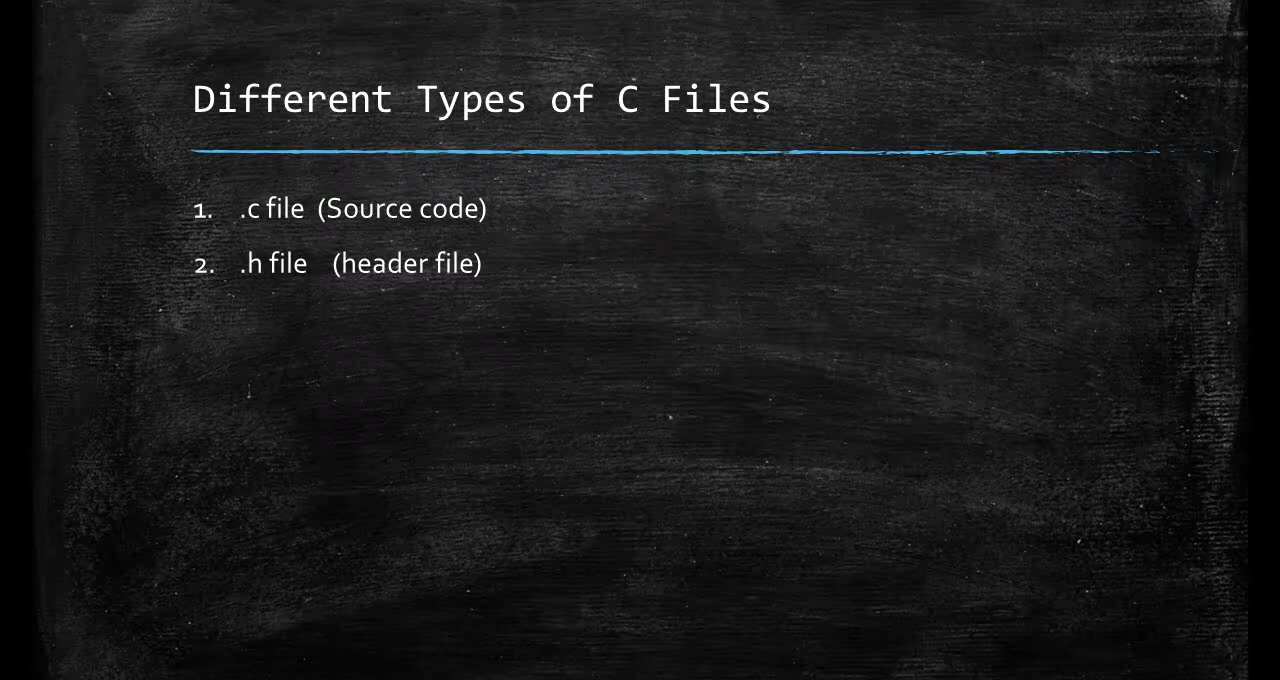 Different Types of C Files
1. .c file (Source code)
2. .h file (header file)